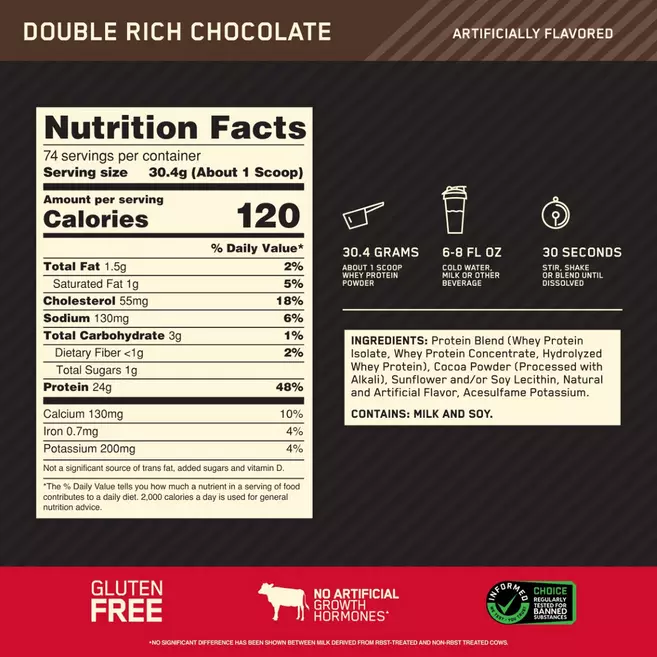 DOUBLE RICH CHOCOLATE
ARTIFICIALLY FLAVORED
Nutrition Facts
74 servings per container
Serving size 30.4g (About 1 Scoop)
Amount per serving
Calories 120
% Daily Value*
Total Fat 1.5g 2%
Saturated Fat 1g 5%
Cholesterol 55mg 18%
Sodium 130mg 6%
Total Carbohydrate 3g 1%
Dietary Fiber <1g 2%
Total Sugars 1g
Protein 24g 48%
Calcium 130mg 10%
Iron 0.7mg 4%
Potassium 200mg 4%
Not a significant source of trans fat, added sugars and vitamin D.
*The % Daily Value tells you how much a nutrient in a serving of food
contributes to a daily diet. 2,000 calories a day is used for general
nutrition advice.
30.4 GRAMS
ABOUT 1 SCOOP
WHEY PROTEIN
POWDER
6-8 FL OZ
COLD WATER,
MILK OR OTHER
BEVERAGE
30 SECONDS
STIR, SHAKE
OR BLEND UNTIL
DISSOLVED
INGREDIENTS: Protein Blend (Whey Protein
Isolate, Whey Protein Concentrate, Hydrolyzed
Whey Protein), Cocoa Powder (Processed with
Alkali), Sunflower and/or Soy Lecithin, Natural
and Artificial Flavor, Acesulfame Potassium.
CONTAINS: MILK AND SOY.
GLUTEN
FREE
NO ARTIFICIAL
GROWTH
HORMONES*
INFORMED
CHOICE
REGULARLY
TESTED FOR
BANNED
SUBSTANCES
*NO SIGNIFICANT DIFFERENCE HAS BEEN SHOWN BETWEEN MILK DERIVED FROM RBST-TREATED AND NON-RBST TREATED COWS.